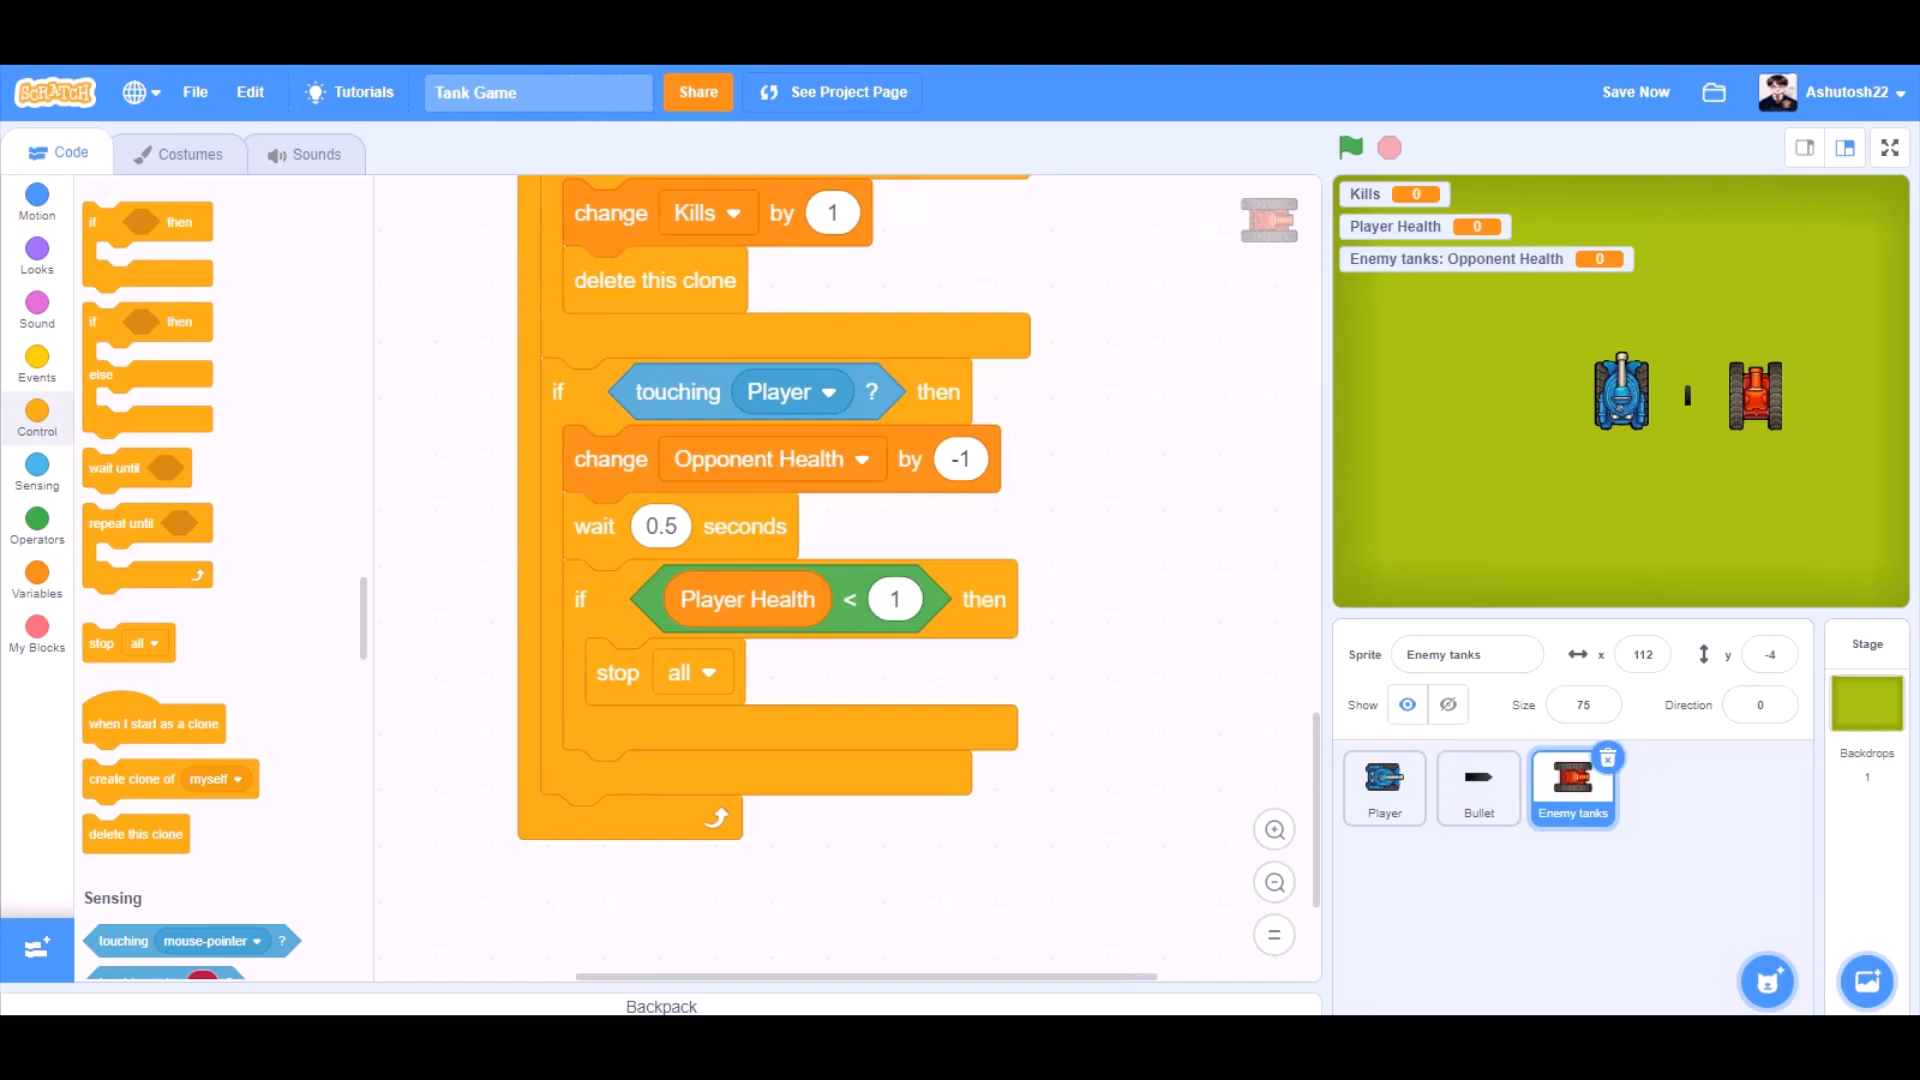 SCRATCH File Edit Tutorials Tank Game Share See Project Page Save Now Ashutosh22
Code Costumes Sounds
Motion
Looks
Sound
Events
Control
Sensing
Operators
Variables
My Blocks
if then
if then
else
wait until
repeat until
stop all
when I start as a clone
create clone of myself
delete this clone
Sensing
touching mouse-pointer ?
change Kills by 1
delete this clone
if touching Player ? then
change Opponent Health by -1
wait 0.5 seconds
if Player Health < 1 then
stop all
Backpack
Kills 0
Player Health 0
Enemy tanks: Opponent Health 0
Sprite Enemy tanks x 112 y -4
Show Size 75 Direction 0
Player
Bullet
Enemy tanks
Stage
Backdrops
1